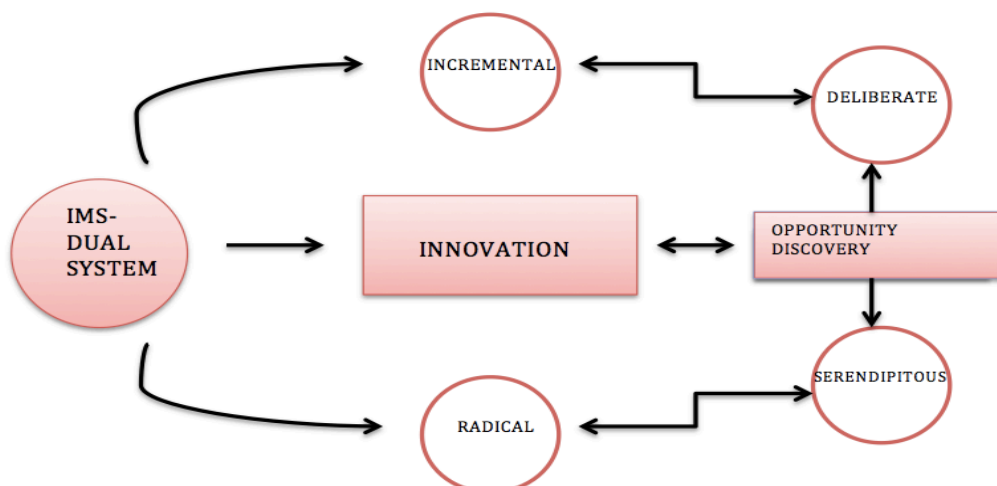 INCREMENTAL
DELIBERATE
IMS-
DUAL
SYSTEM
INNOVATION
OPPORTUNITY
DISCOVERY
SERENDIPITOUS
RADICAL